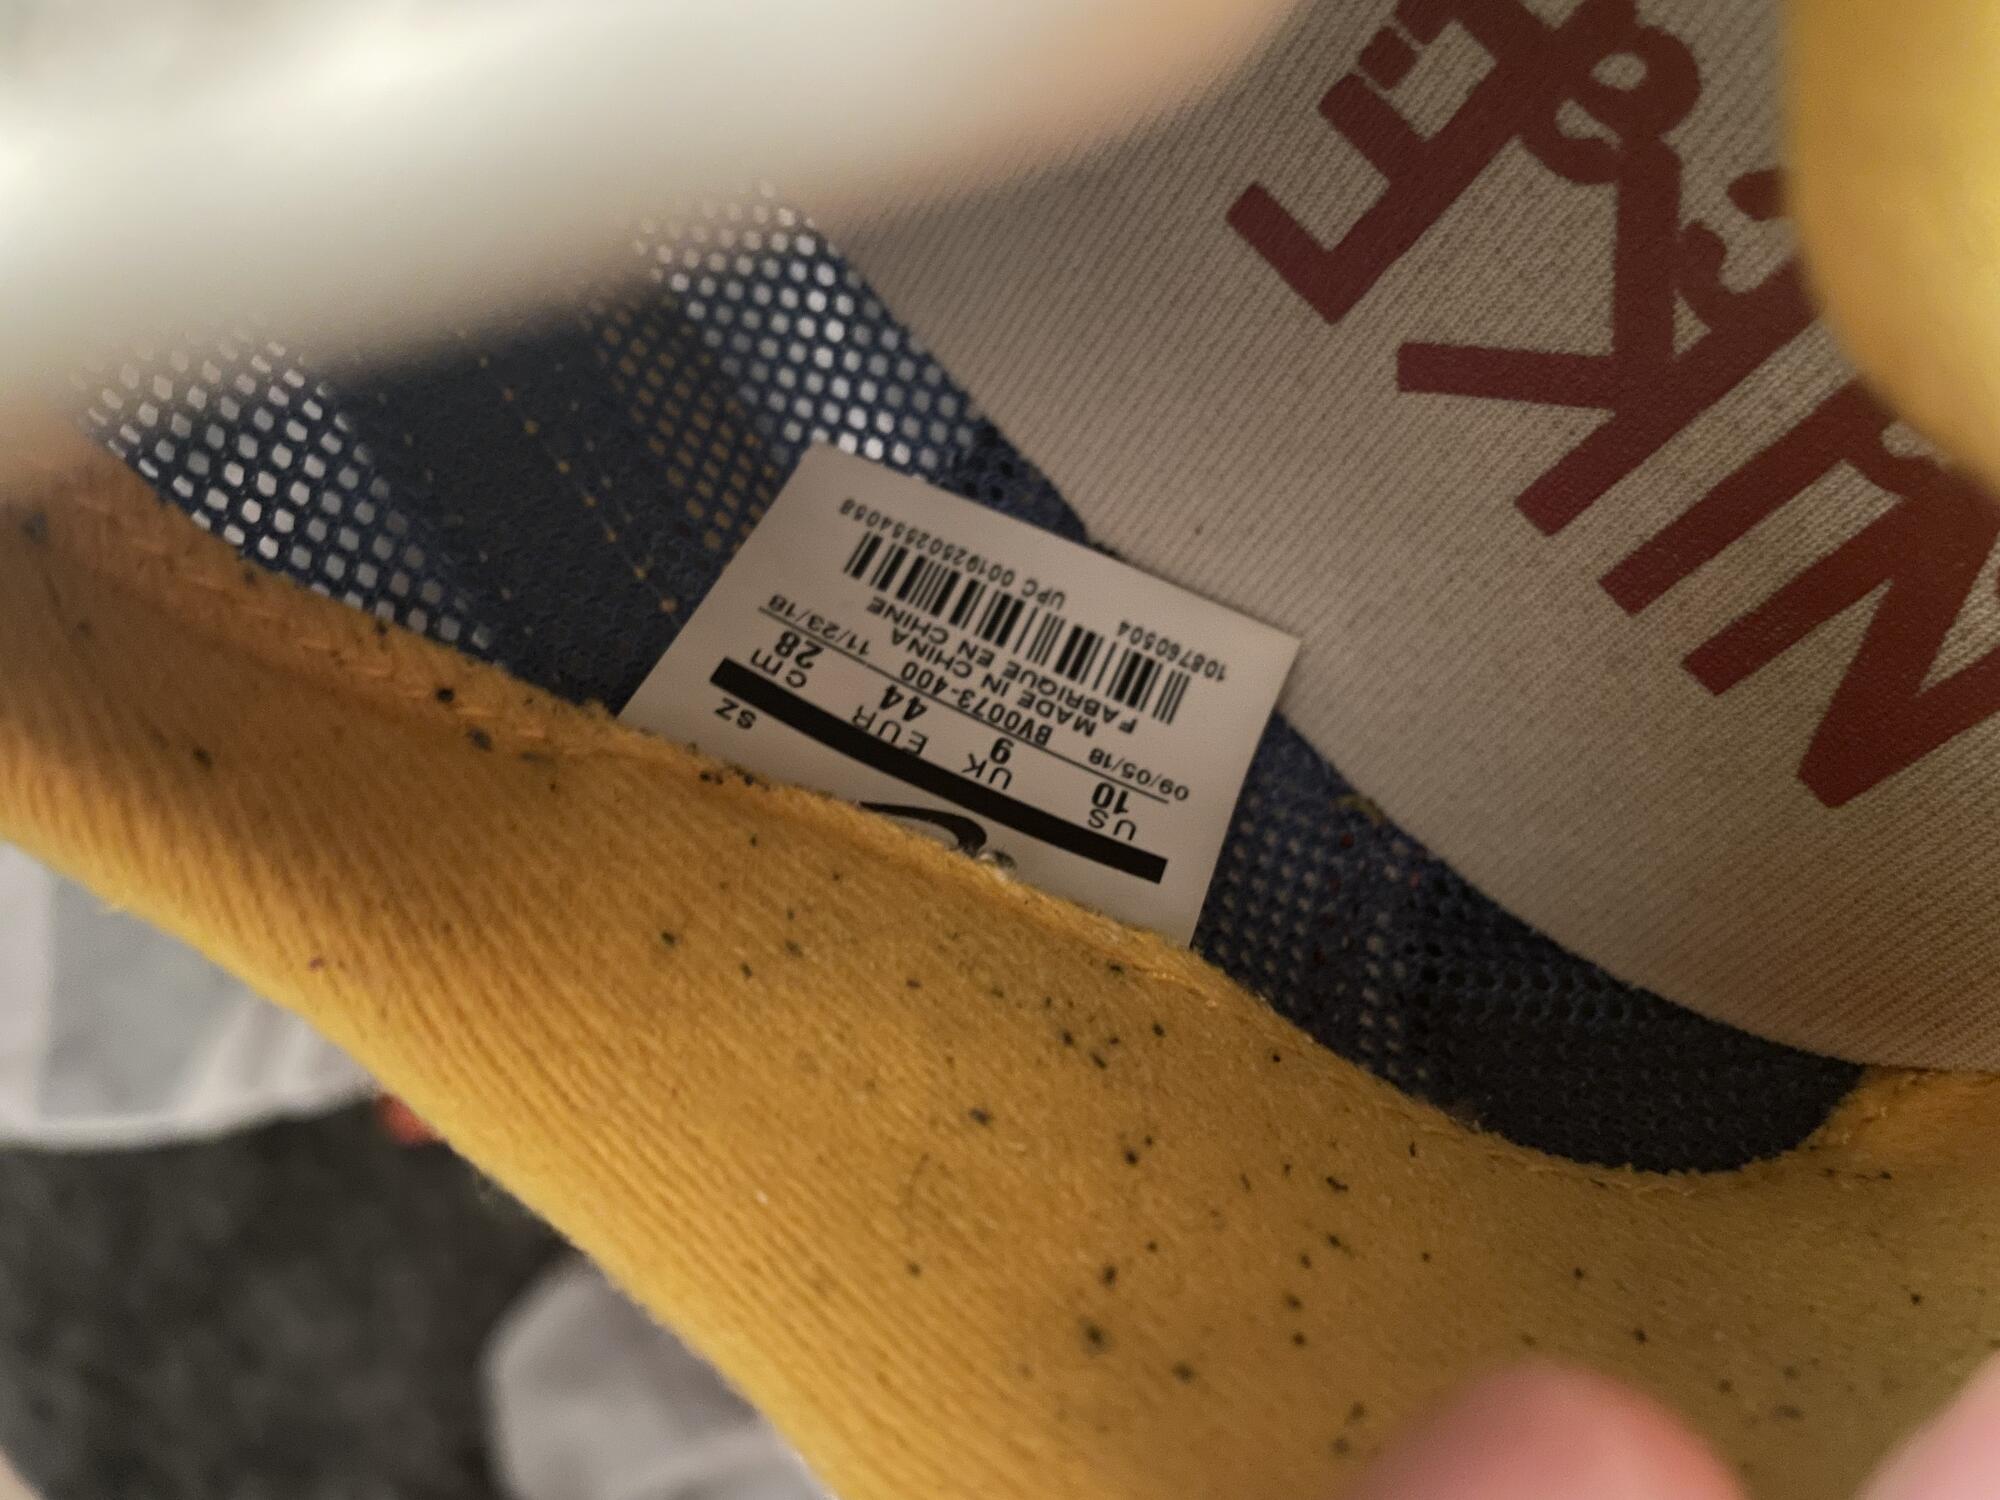 SZ
US UK EUR cm
10 9 44 28
09/05/18 BV0073-400 11/23/18
MADE IN CHINA
FABRIQUE EN CHINE
108760504
UPC 00192502554058